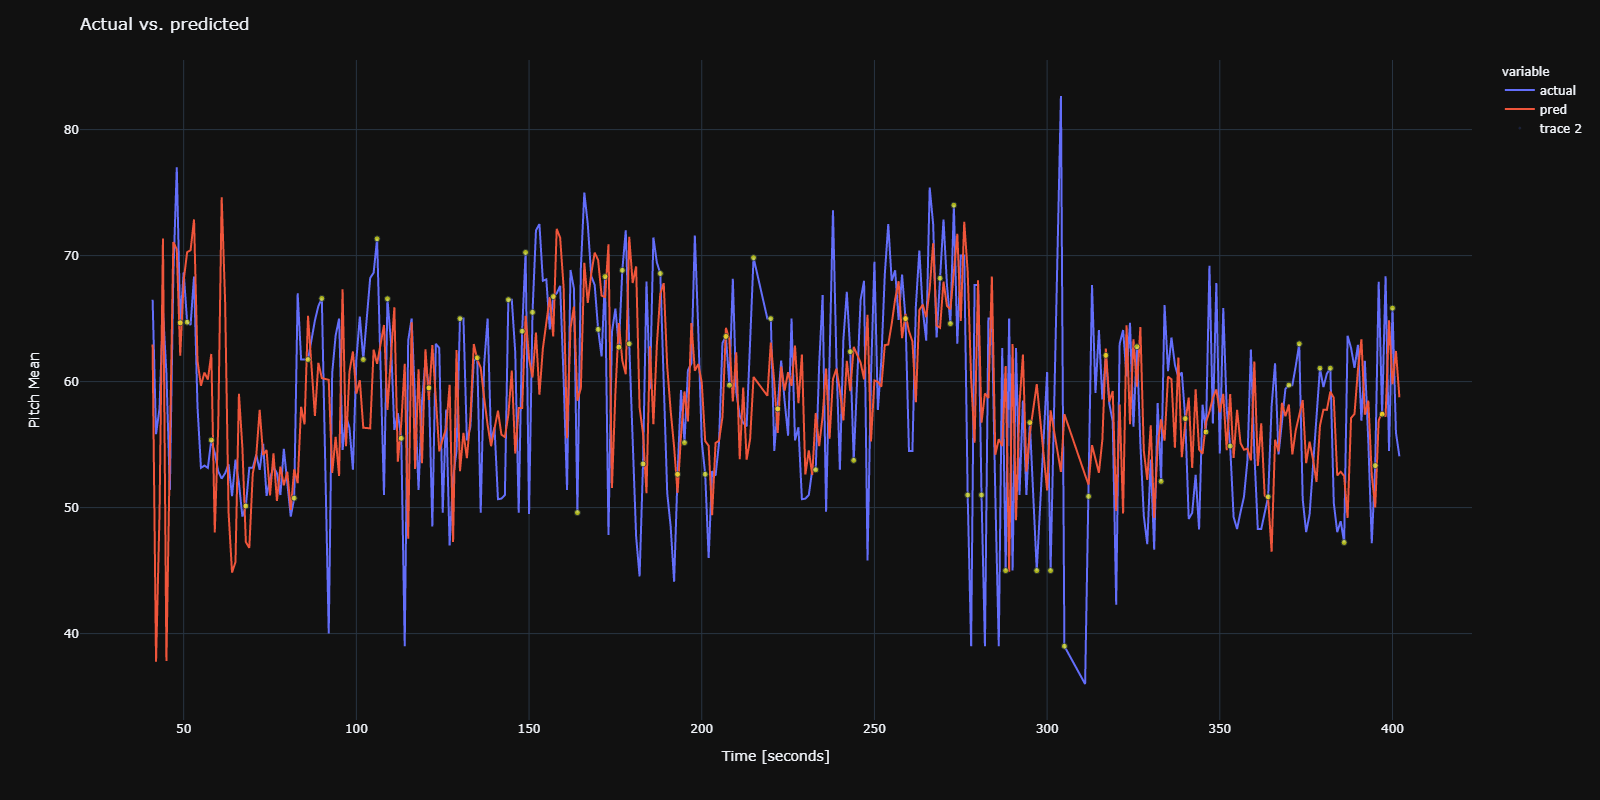 Actual vs. predicted
variable
actual
pred
trace 2
Pitch Mean
80
70
60
50
40
50
100
150
200
250
300
350
400
Time [seconds]